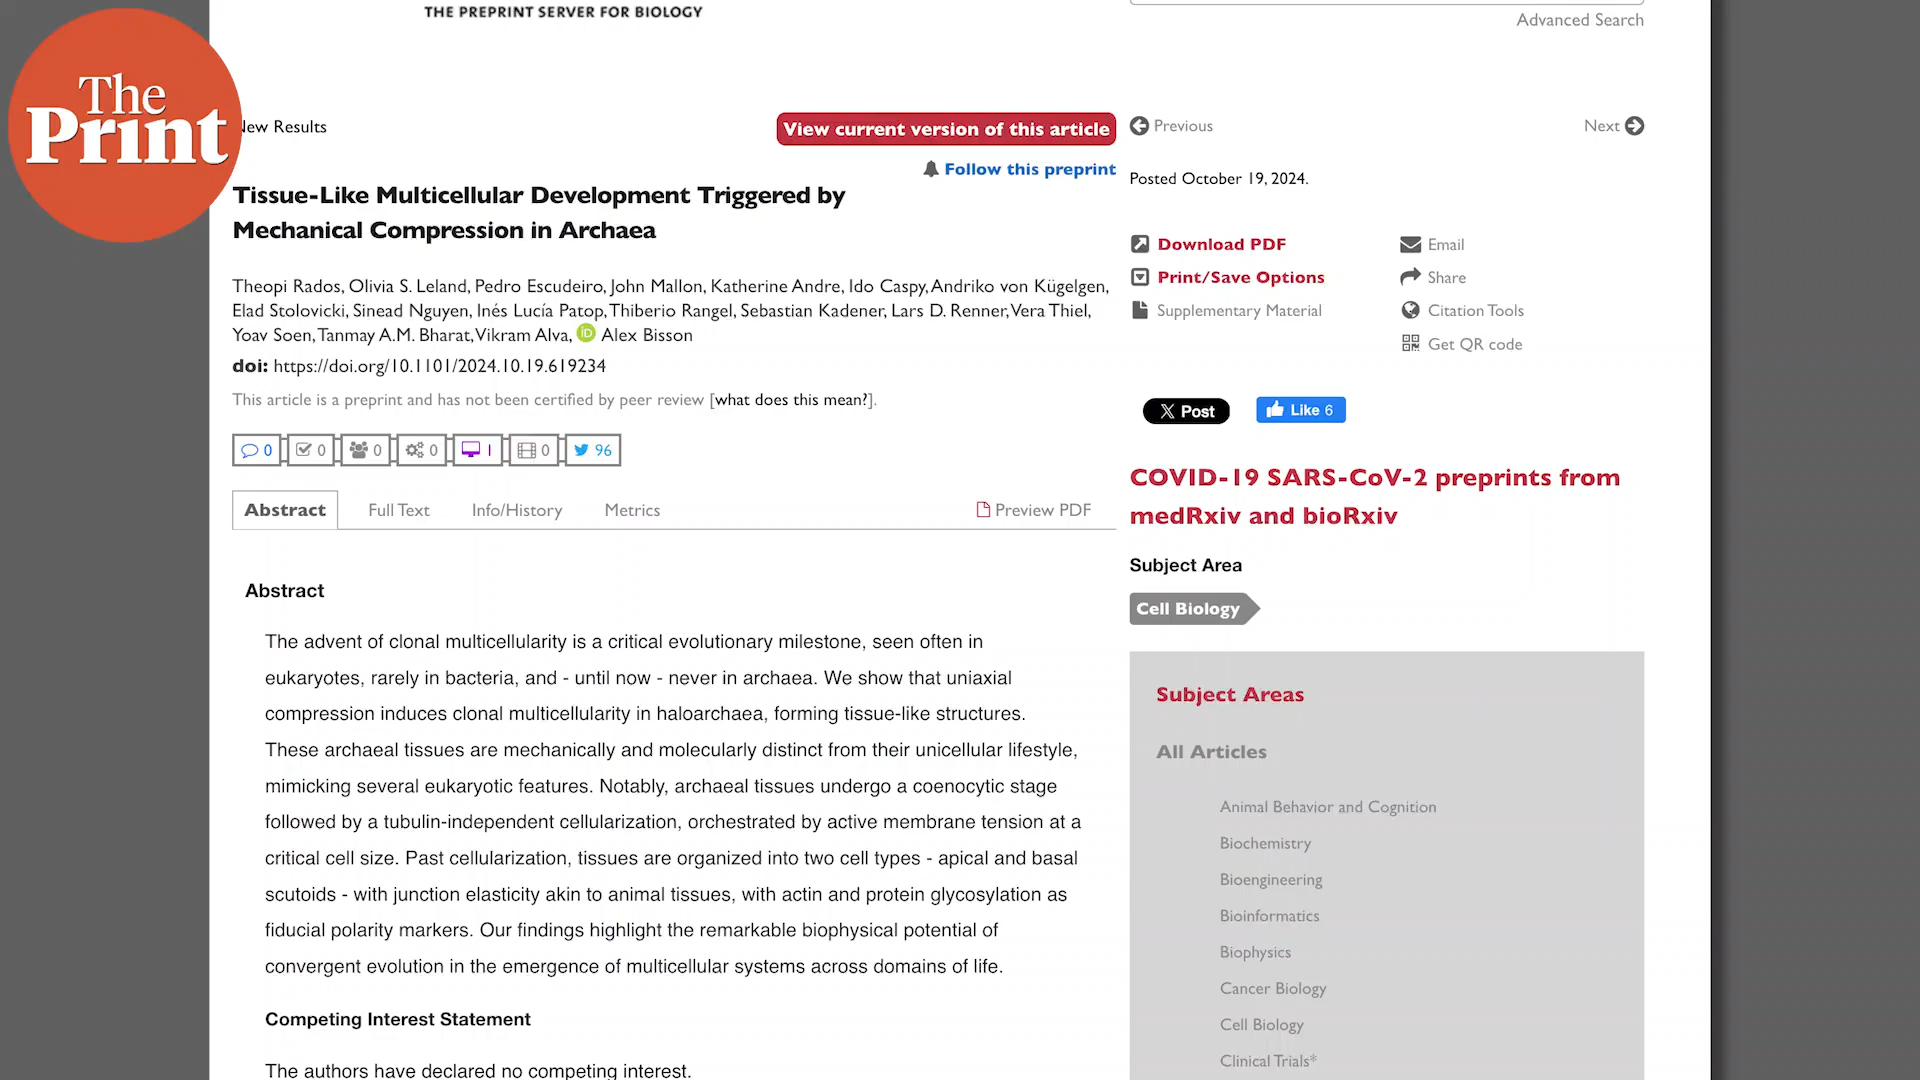 THE PREPRINT SERVER FOR BIOLOGY
Advanced Search
The
Print
New Results
View current version of this article
Previous
Next
Follow this preprint
Posted October 19, 2024.
Tissue-Like Multicellular Development Triggered by
Mechanical Compression in Archaea
Download PDF
Email
Print/Save Options
Share
Supplementary Material
Citation Tools
Get QR code
Theopi Rados, Olivia S. Leland, Pedro Escudeiro, John Mallon, Katherine Andre, Ido Caspy, Andriko von Kügelgen,
Elad Stolovicki, Sinead Nguyen, Inés Lucía Patop, Thiberio Rangel, Sebastian Kadener, Lars D. Renner, Vera Thiel,
Yoav Soen, Tanmay A.M. Bharat, Vikram Alva, iD Alex Bisson
doi: https://doi.org/10.1101/2024.10.19.619234
This article is a preprint and has not been certified by peer review [what does this mean?].
X Post
Like 6
0 0 0 0 1 0 96
COVID-19 SARS-CoV-2 preprints from
medRxiv and bioRxiv
Abstract
Full Text
Info/History
Metrics
Preview PDF
Subject Area
Cell Biology
Abstract
The advent of clonal multicellularity is a critical evolutionary milestone, seen often in
eukaryotes, rarely in bacteria, and - until now - never in archaea. We show that uniaxial
compression induces clonal multicellularity in haloarchaea, forming tissue-like structures.
These archaeal tissues are mechanically and molecularly distinct from their unicellular lifestyle,
mimicking several eukaryotic features. Notably, archaeal tissues undergo a coenocytic stage
followed by a tubulin-independent cellularization, orchestrated by active membrane tension at a
critical cell size. Past cellularization, tissues are organized into two cell types - apical and basal
scutoids - with junction elasticity akin to animal tissues, with actin and protein glycosylation as
fiducial polarity markers. Our findings highlight the remarkable biophysical potential of
convergent evolution in the emergence of multicellular systems across domains of life.
Competing Interest Statement
The authors have declared no competing interest.
Subject Areas
All Articles
Animal Behavior and Cognition
Biochemistry
Bioengineering
Bioinformatics
Biophysics
Cancer Biology
Cell Biology
Clinical Trials*